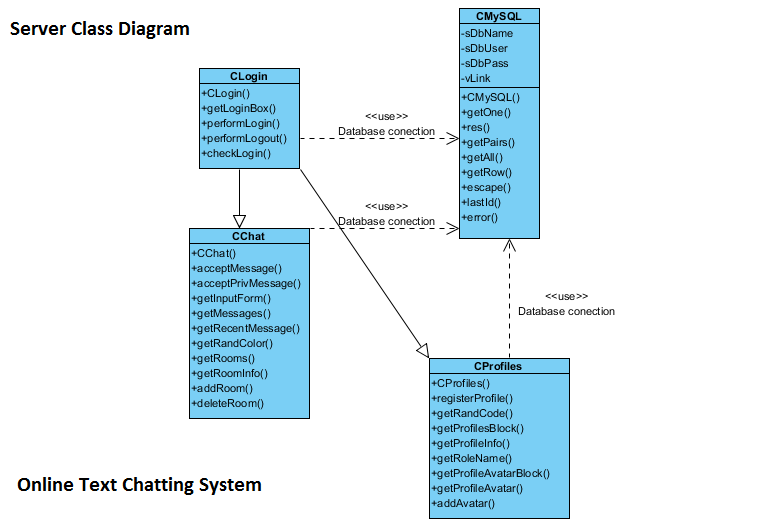 Server Class Diagram
CMySQL
-sDbName
-sDbUser
-sDbPass
-vLink
+CMySQL()
+getOne()
+res()
+getPairs()
+getAll()
+getRow()
+escape()
+lastId()
+error()
CLogin
+CLogin()
+getLoginBox()
+performLogin()
+performLogout()
+checkLogin()
<<use>>
Database conection
<<use>>
Database conection
CChat
+CChat()
+acceptMessage()
+acceptPrivMessage()
+getInputForm()
+getMessages()
+getRecentMessage()
+getRandColor()
+getRooms()
+getRoomInfo()
+addRoom()
+deleteRoom()
<<use>>
Database conection
CProfiles
+CProfiles()
+registerProfile()
+getRandCode()
+getProfilesBlock()
+getProfileInfo()
+getRoleName()
+getProfileAvatarBlock()
+getProfileAvatar()
+addAvatar()
Online Text Chatting System